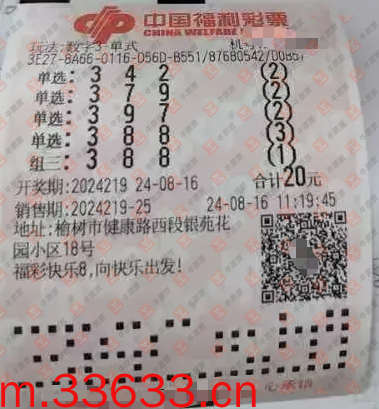 中国福利彩票
CHINA WELFARE
玩法:数字3-单式
3E27-8A66-0116-056D-B551/87680542/00B57
单选: 3 4 2 (2)
单选: 3 7 9 (2)
单选: 3 9 7 (2)
单选: 3 8 8 (3)
组三: 3 8 8 (1)
开奖期:2024219 24-08-16 合计20元
销售期:2024219-25 24-08-16 11:19:45
地址:榆树市健康路西段银苑花
园小区18号
福彩快乐8,向快乐出发!
m.33633.cn